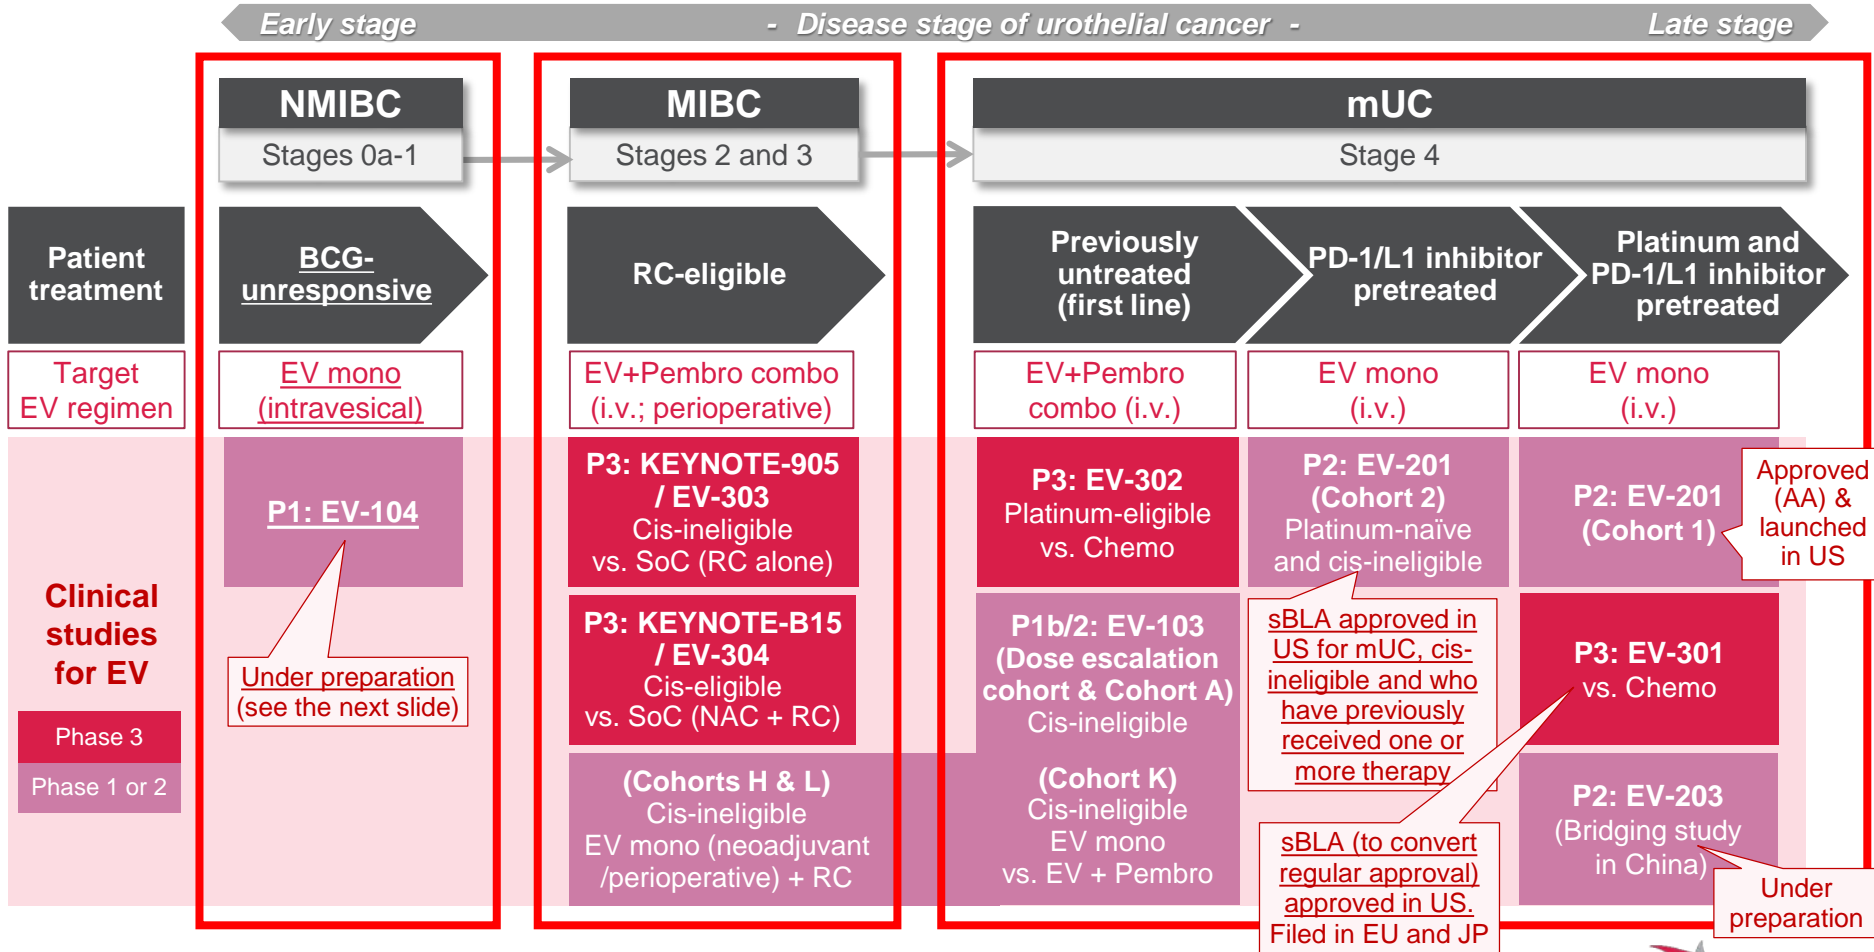 Early stage - Disease stage of urothelial cancer - Late stage
NMIBC
Stages 0a-1
MIBC
Stages 2 and 3
mUC
Stage 4
Patient
treatment
BCG-
unresponsive
RC-eligible
Previously
untreated
(first line)
PD-1/L1 inhibitor
pretreated
Platinum and
PD-1/L1 inhibitor
pretreated
Target
EV regimen
EV mono
(intravesical)
EV+Pembro combo
(i.v.; perioperative)
EV+Pembro
combo (i.v.)
EV mono
(i.v.)
EV mono
(i.v.)
Clinical
studies
for EV
Phase 3
Phase 1 or 2
P1: EV-104
Under preparation
(see the next slide)
P3: KEYNOTE-905
/ EV-303
Cis-ineligible
vs. SoC (RC alone)
P3: KEYNOTE-B15
/ EV-304
Cis-eligible
vs. SoC (NAC + RC)
(Cohorts H & L)
Cis-ineligible
EV mono (neoadjuvant
/perioperative) + RC
P3: EV-302
Platinum-eligible
vs. Chemo
P1b/2: EV-103
(Dose escalation
cohort & Cohort A)
Cis-ineligible
(Cohort K)
Cis-ineligible
EV mono
vs. EV + Pembro
P2: EV-201
(Cohort 2)
Platinum-naïve
and cis-ineligible
sBLA approved in
US for mUC, cis-
ineligible and who
have previously
received one or
more therapy
P2: EV-201
(Cohort 1)
Approved
(AA) &
launched
in US
P3: EV-301
vs. Chemo
sBLA (to convert
regular approval)
approved in US.
Filed in EU and JP
P2: EV-203
(Bridging study
in China)
Under
preparation